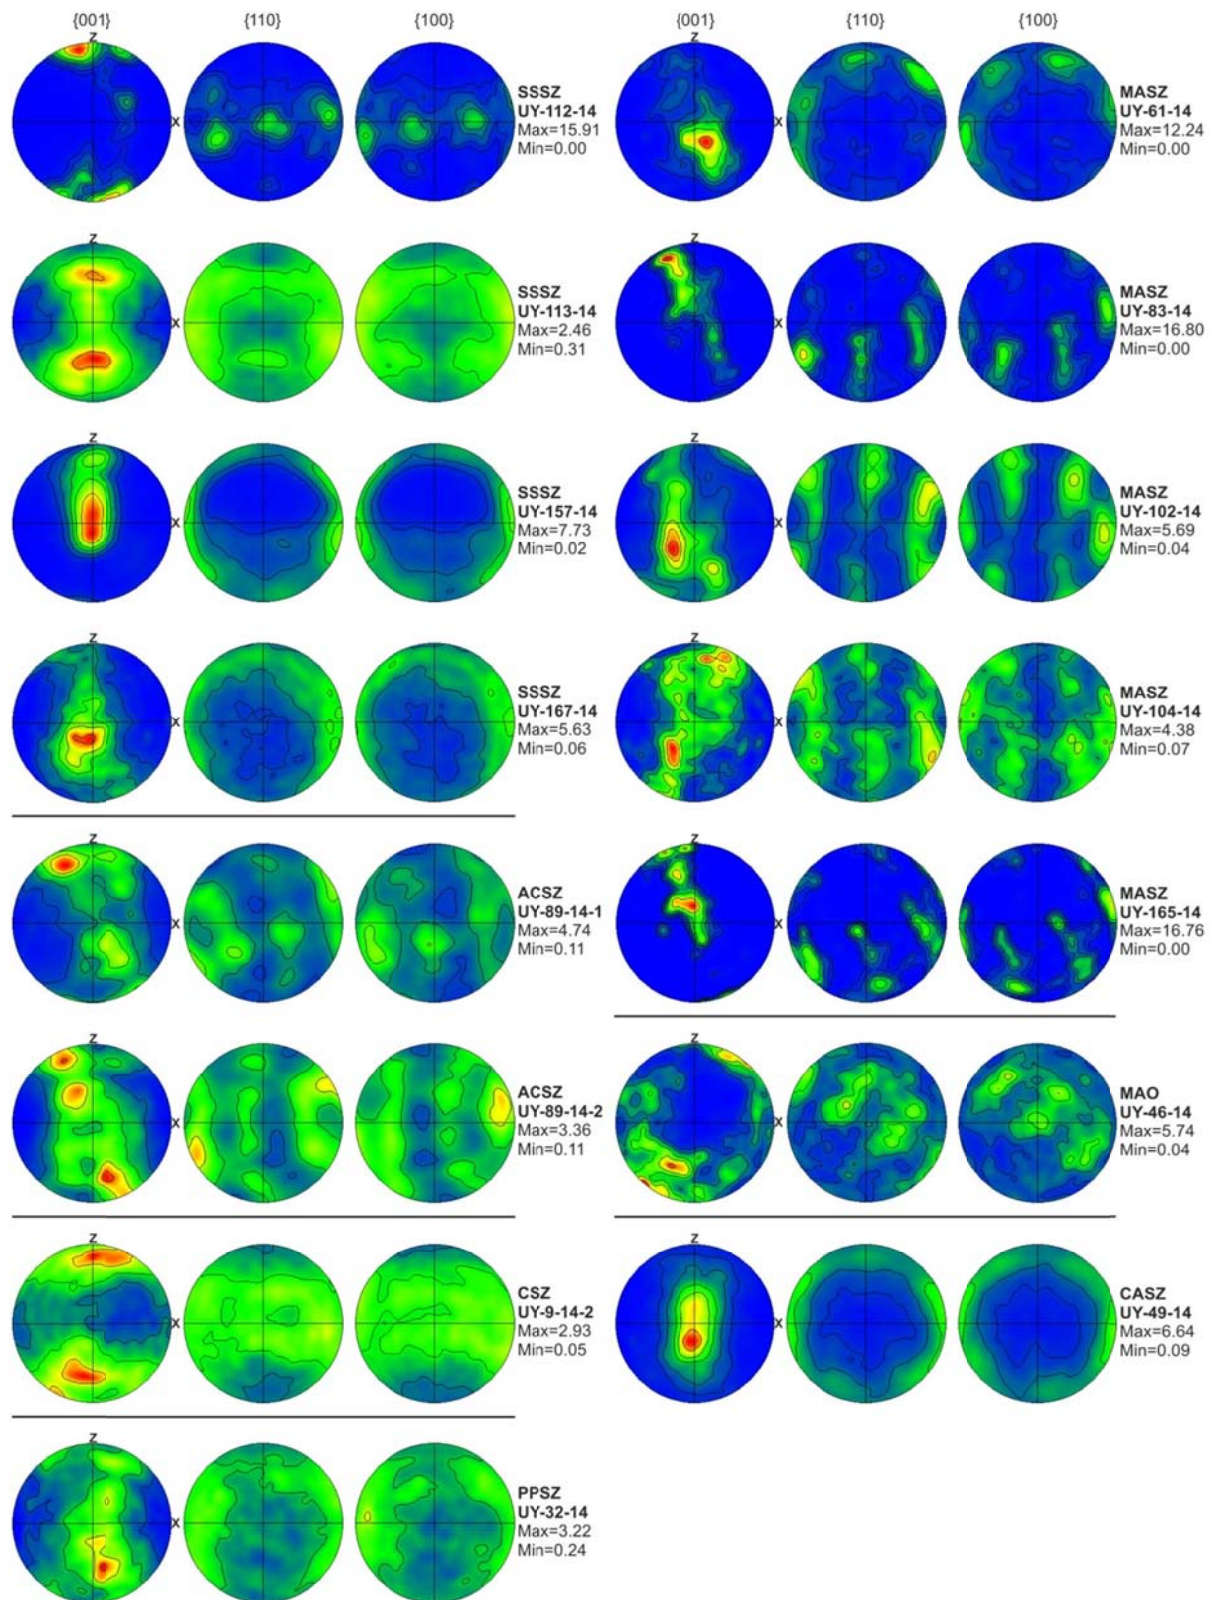 {001} {110} {100}
Z
X
SSSZ
UY-112-14
Max=15.91
Min=0.00
Z
X
SSSZ
UY-113-14
Max=2.46
Min=0.31
Z
X
SSSZ
UY-157-14
Max=7.73
Min=0.02
Z
X
SSSZ
UY-167-14
Max=5.63
Min=0.06
Z
X
ACSZ
UY-89-14-1
Max=4.74
Min=0.11
Z
X
ACSZ
UY-89-14-2
Max=3.36
Min=0.11
Z
X
CSZ
UY-9-14-2
Max=2.93
Min=0.05
Z
X
PPSZ
UY-32-14
Max=3.22
Min=0.24
{001} {110} {100}
Z
X
MASZ
UY-61-14
Max=12.24
Min=0.00
Z
X
MASZ
UY-83-14
Max=16.80
Min=0.00
Z
X
MASZ
UY-102-14
Max=5.69
Min=0.04
Z
X
MASZ
UY-104-14
Max=4.38
Min=0.07
Z
X
MASZ
UY-165-14
Max=16.76
Min=0.00
Z
X
MAO
UY-46-14
Max=5.74
Min=0.04
Z
X
CASZ
UY-49-14
Max=6.64
Min=0.09